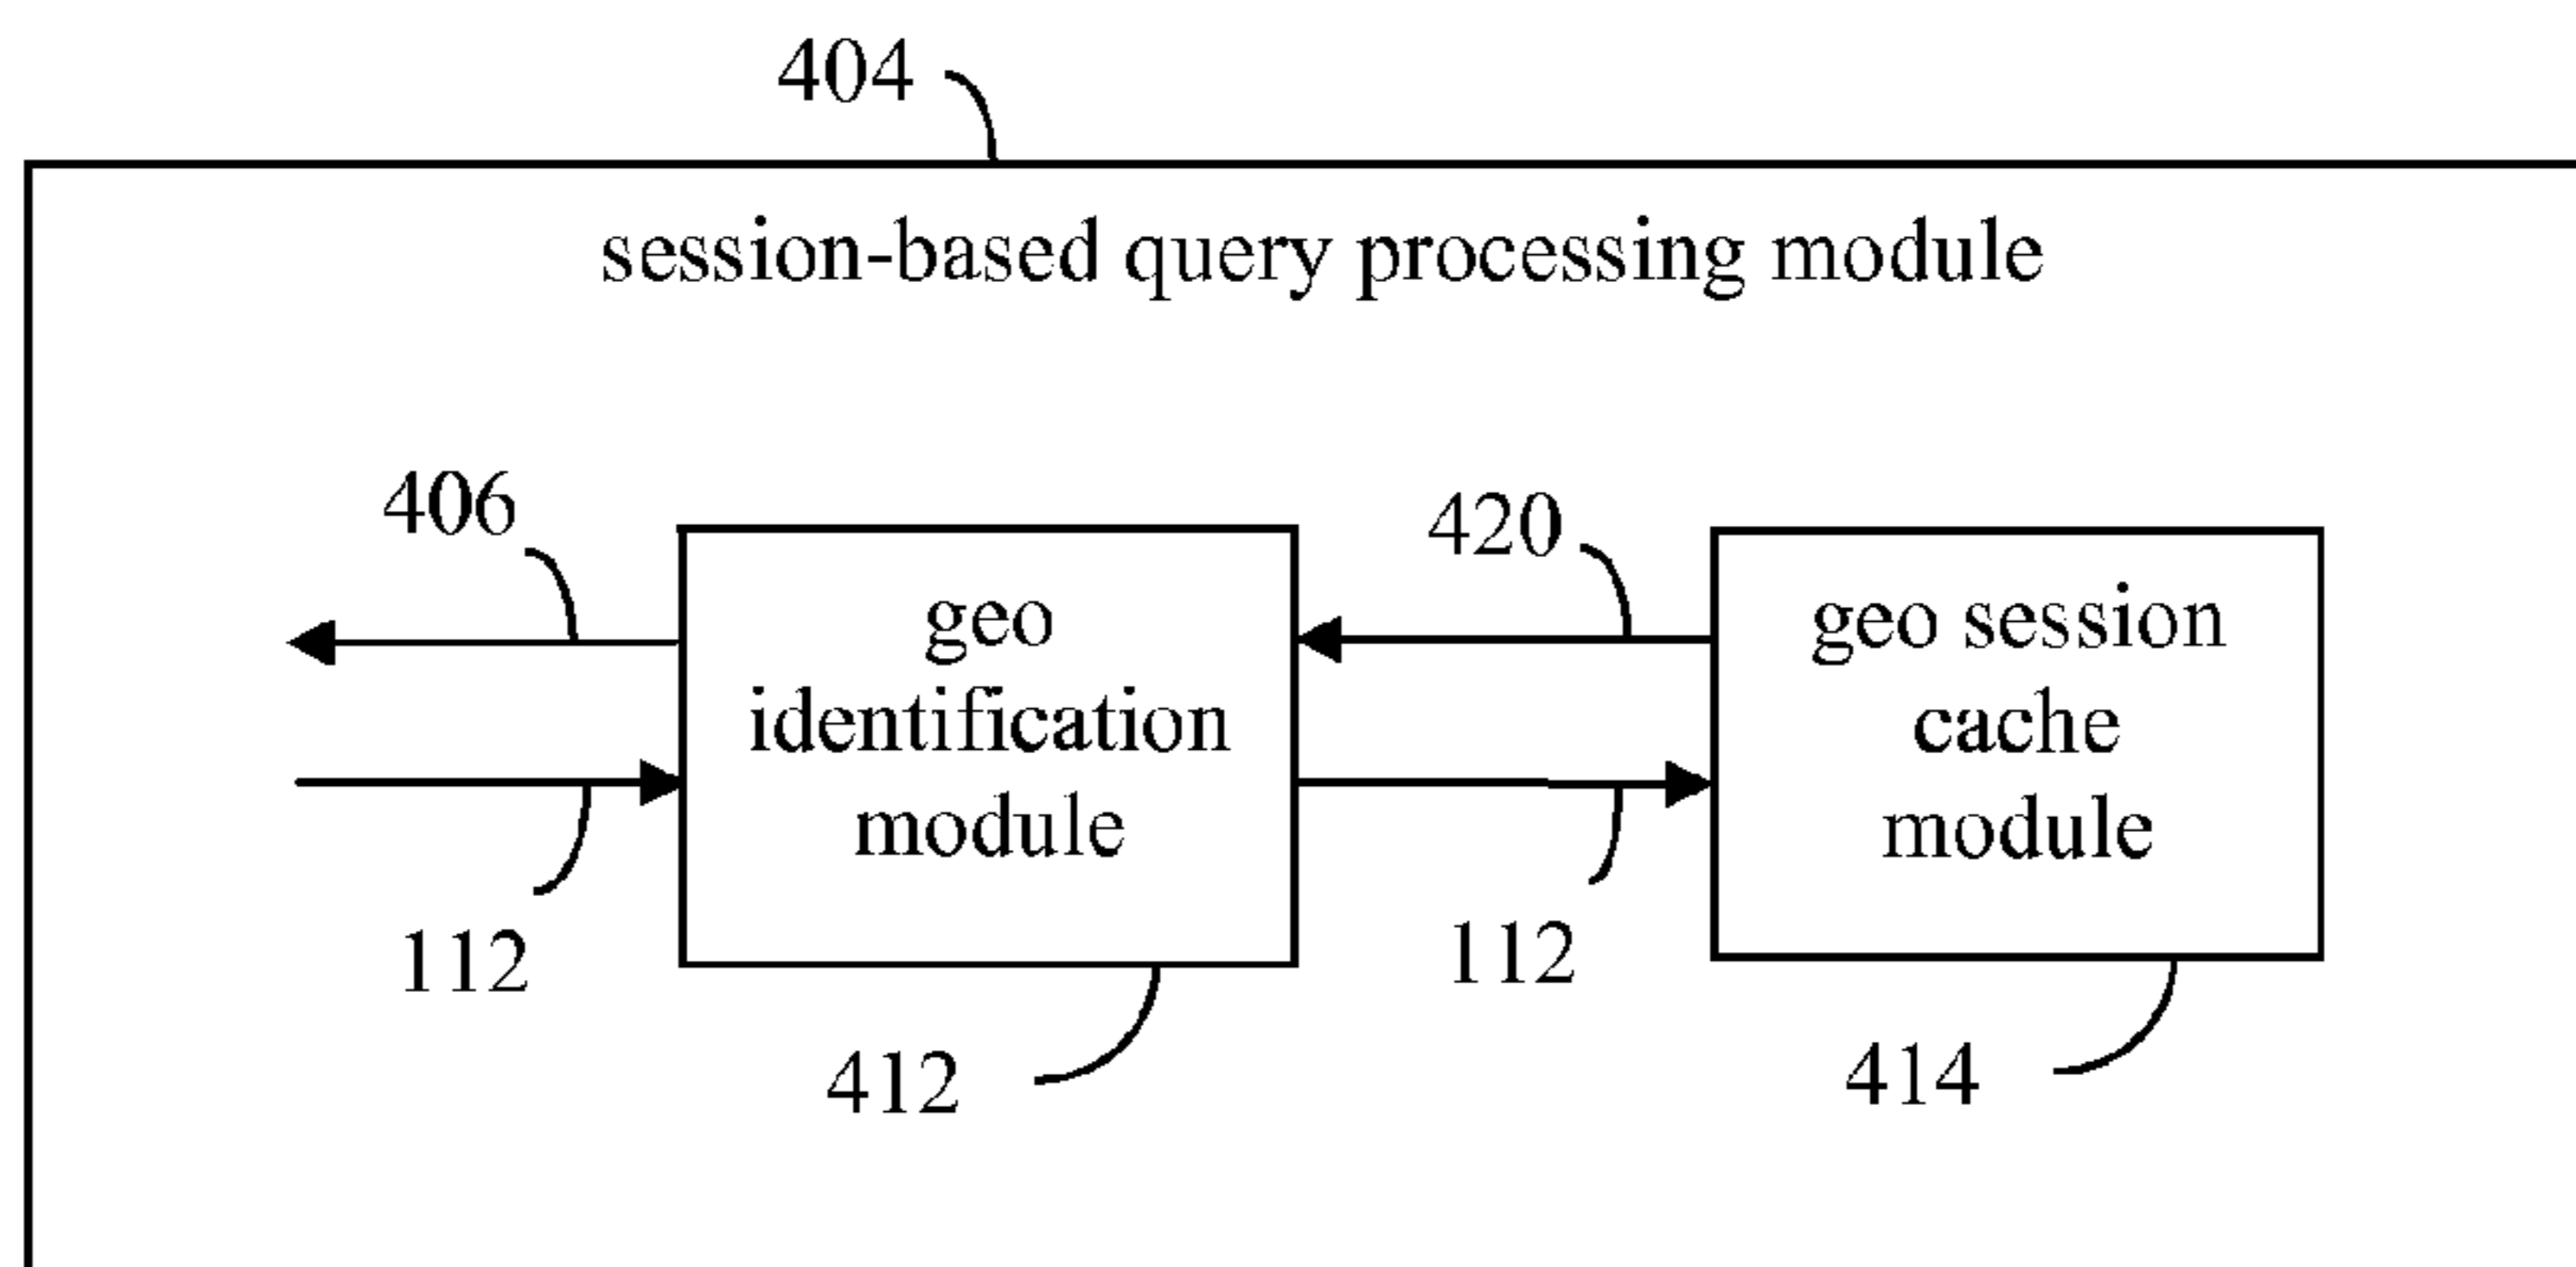 404
session-based query processing module
406
420
geo
identification
module
geo session
cache
module
112
112
412
414